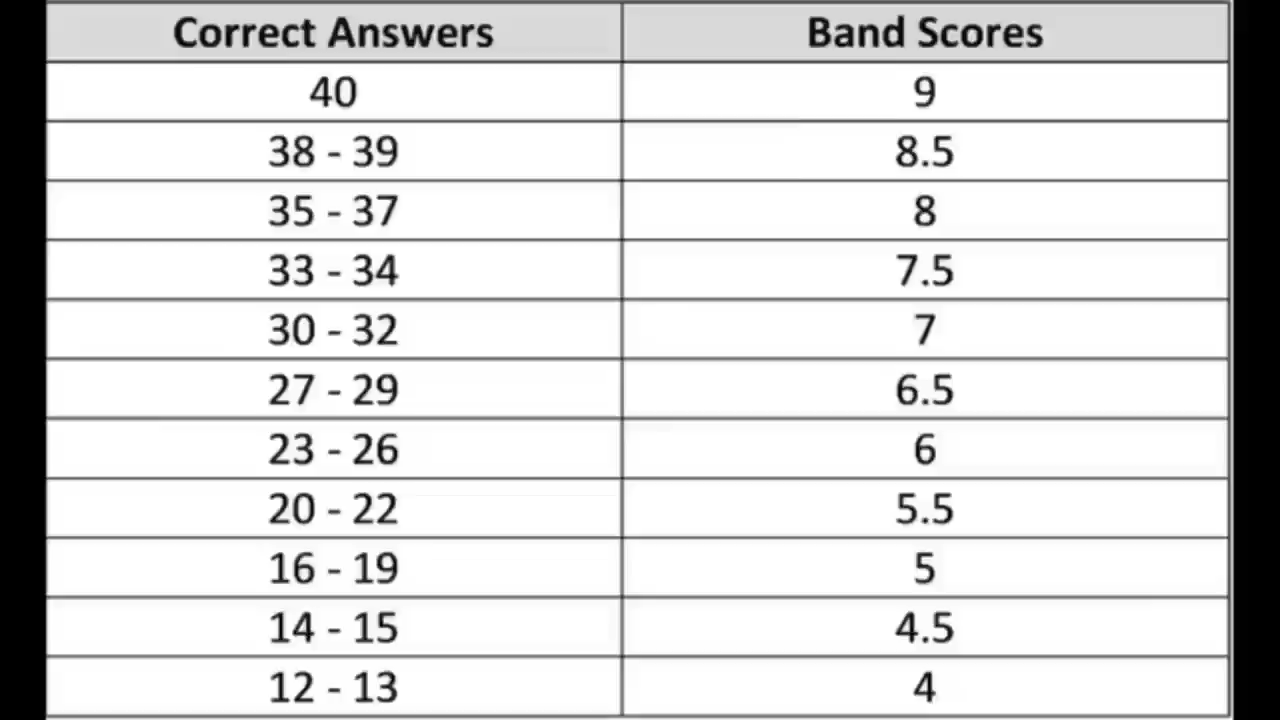 Correct Answers Band Scores
40 9
38 - 39 8.5
35 - 37 8
33 - 34 7.5
30 - 32 7
27 - 29 6.5
23 - 26 6
20 - 22 5.5
16 - 19 5
14 - 15 4.5
12 - 13 4